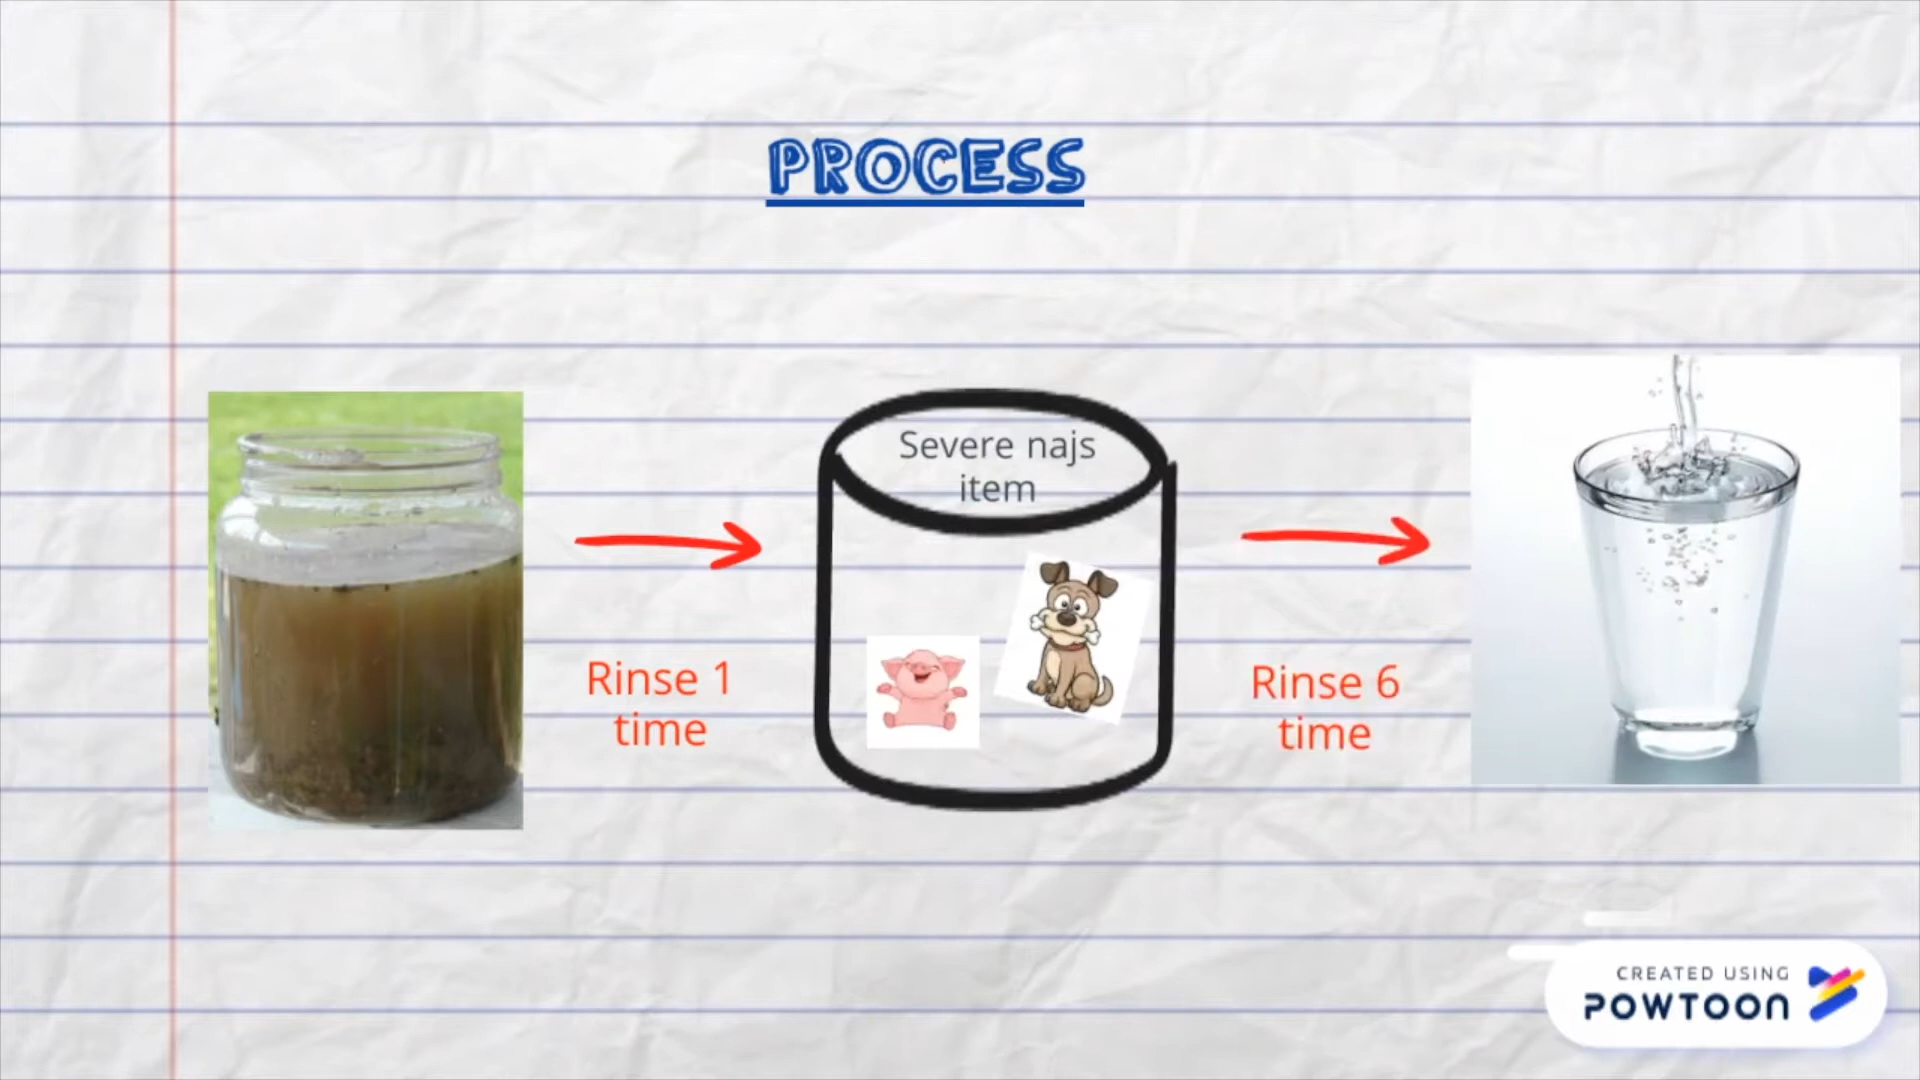 PROCESS
Severe najs
item
Rinse 1
time
Rinse 6
time
CREATED USING
POWTOON